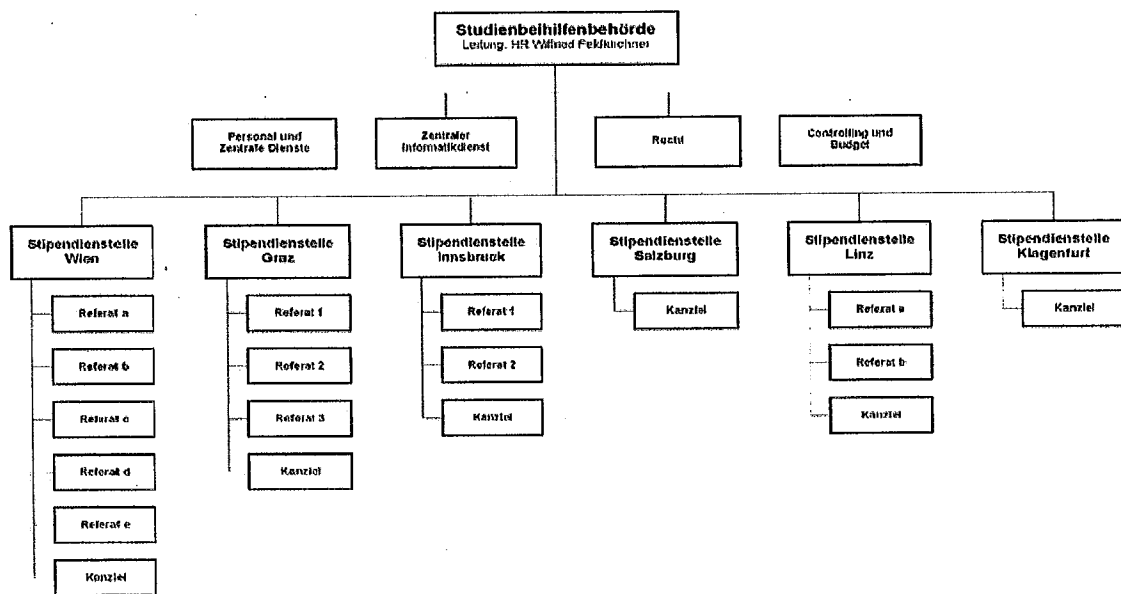 Studienbeihilfenbehörde
Leitung: HR
Personal und
Zentrale Dienste
Zentraler
Informatikdienst
Recht
Controlling und
Budget
Stipendienstelle
Wien
Stipendienstelle
Graz
Stipendienstelle
Innsbruck
Stipendienstelle
Salzburg
Stipendienstelle
Linz
Stipendienstelle
Klagenfurt
Referat a
Referat b
Referat c
Referat d
Referat e
Kanzlei
Referat 1
Referat 2
Referat 3
Kanzlei
Referat 1
Referat 2
Kanzlei
Kanzlei
Referat a
Referat b
Kanzlei
Kanzlei